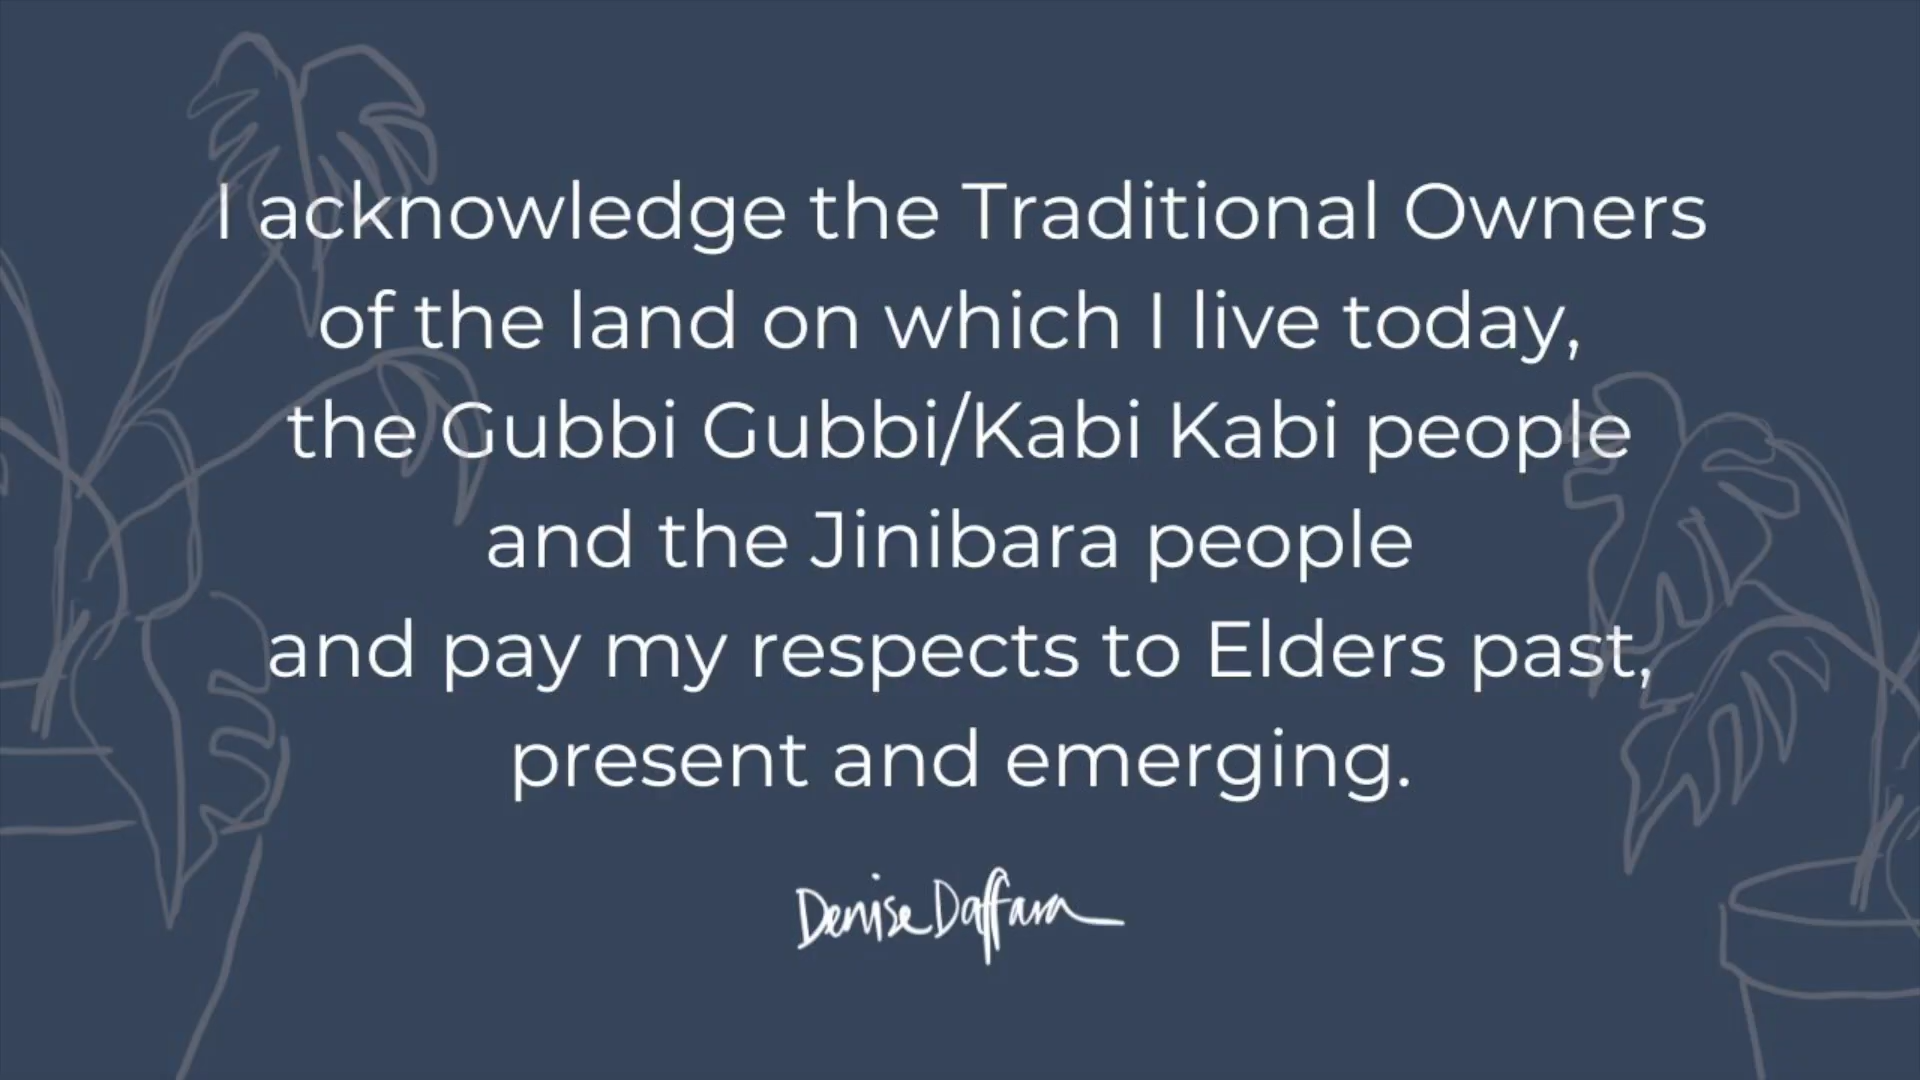 I acknowledge the Traditional Owners
of the land on which I live today,
the Gubbi Gubbi/Kabi Kabi people
and the Jinibara people
and pay my respects to Elders past,
present and emerging.
Denise Daffara